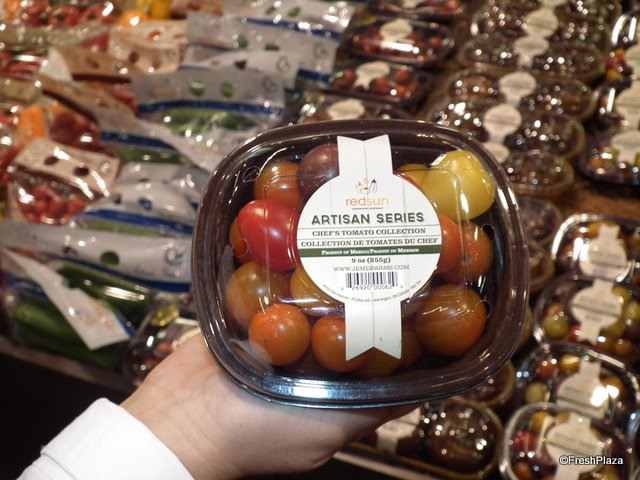 redsun
ARTISAN SERIES
CHEF'S TOMATO COLLECTION
COLLECTION DE TOMATES DU CHEF
PRODUCT OF MEXICO/PRODUIT DU MEXIQUE
9 oz (255g)
WWW.JEMDFARMS.COM
©FreshPlaza